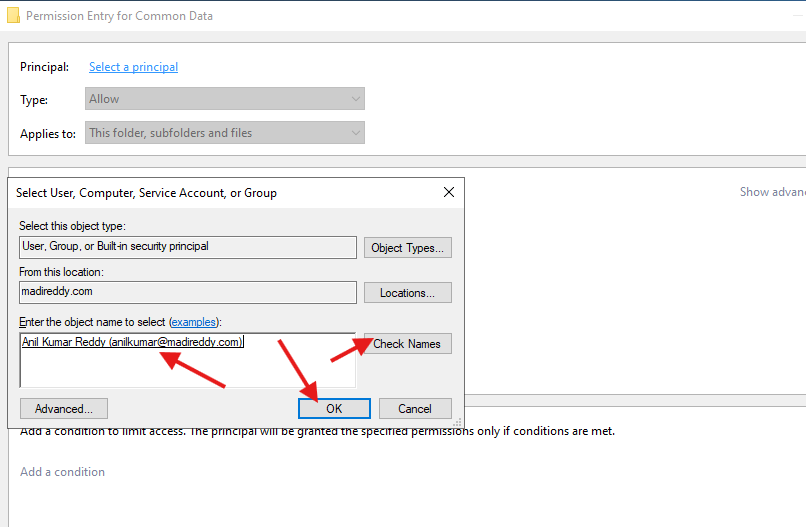 Permission Entry for Common Data
Principal: Select a principal
Type: Allow
Applies to: This folder, subfolders and files
Select User, Computer, Service Account, or Group
Show advan
Select this object type:
User, Group, or Built-in security principal
Object Types...
From this location:
madireddy.com
Locations...
Enter the object name to select (examples):
Anil Kumar Reddy (anilkumar@madireddy.com)
Check Names
Advanced... OK Cancel
Add a condition to limit access. The principal will be granted the specified permissions only if conditions are met.
Add a condition